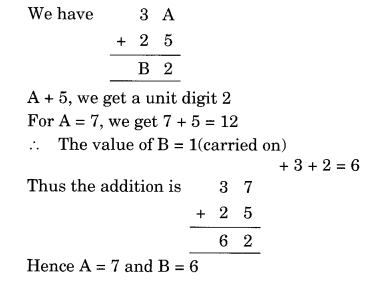 We have 3 A
+ 2 5
B 2
A + 5, we get a unit digit 2
For A = 7, we get 7 + 5 = 12
∴ The value of B = 1(carried on)
+ 3 + 2 = 6
Thus the addition is 3 7
+ 2 5
6 2
Hence A = 7 and B = 6